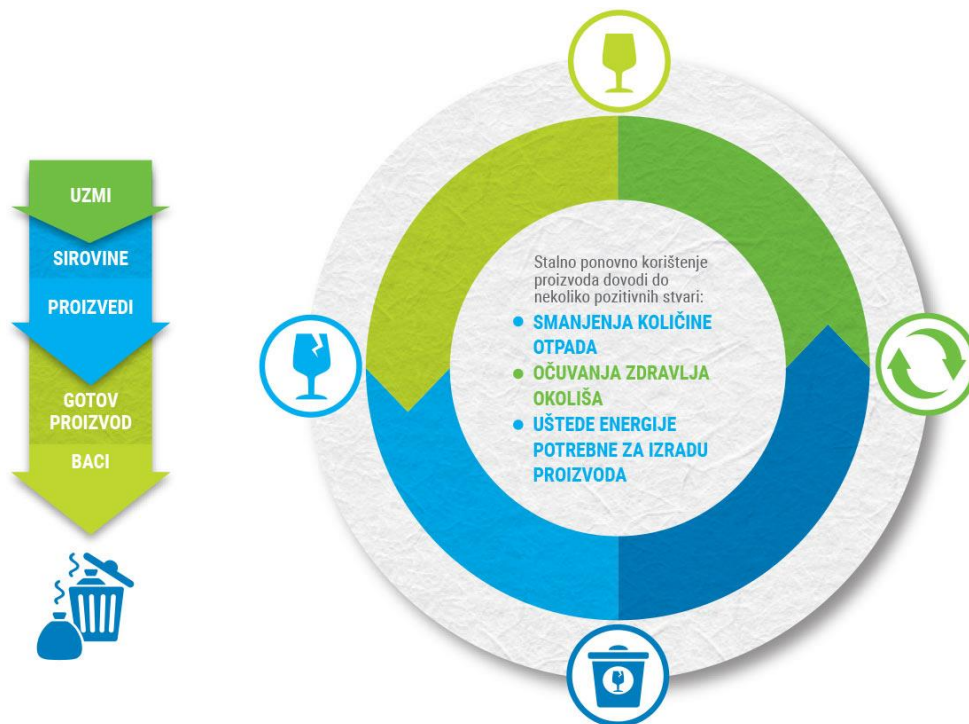 UZMI
SIROVINE
PROIZVEDI
GOTOV
PROIZVOD
BACI
Stalno ponovno korištenje
proizvoda dovodi do
nekoliko pozitivnih stvari:
SMANJENJA KOLIČINE
OTPADA
OČUVANJA ZDRAVLJA
OKOLIŠA
UŠTEDE ENERGIJE
POTREBNE ZA IZRADU
PROIZVODA